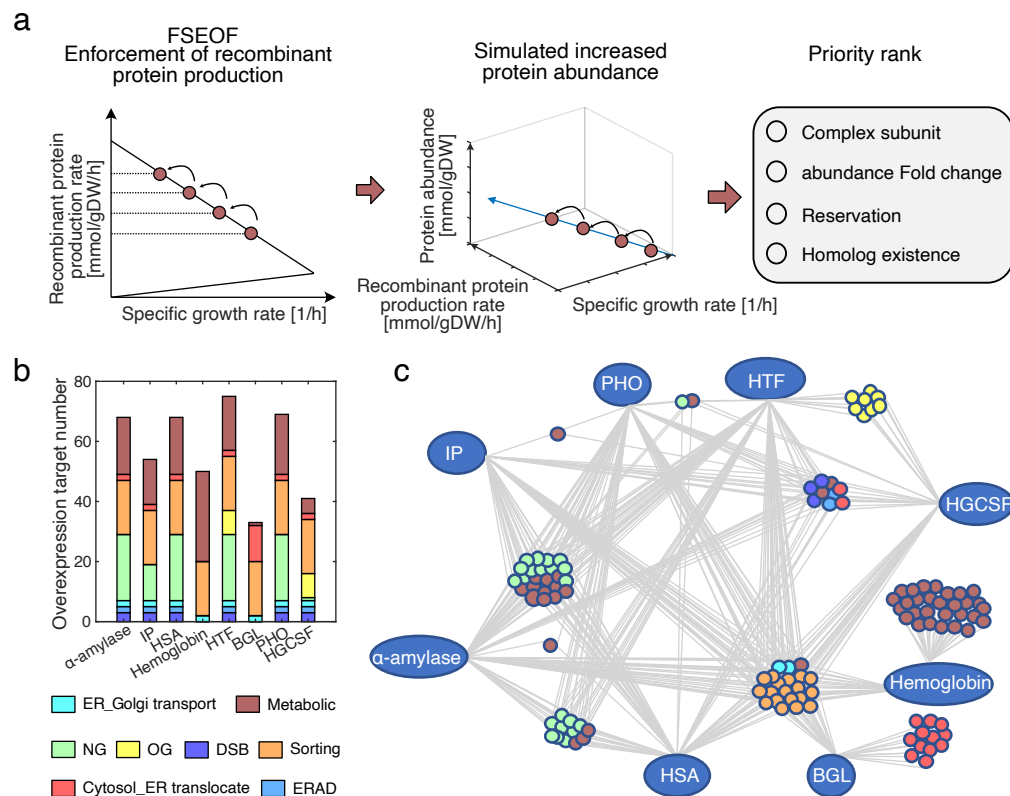 a
FSEOF
Enforcement of recombinant
protein production
Simulated increased
protein abundance
Priority rank
Recombinant protein
production rate
[mmol/gDW/h]
Specific growth rate [1/h]
Protein abundance
[mmol/gDW]
Recombinant protein
production rate
[mmol/gDW/h]
Specific growth rate [1/h]
Complex subunit
abundance Fold change
Reservation
Homolog existence
b
Overexpression target number
80
60
40
20
0
α-amylase
IP
HSA
Hemoglobin
HTF
BGL
PHO
HGCSF
ER_Golgi transport
Metabolic
NG
OG
DSB
Sorting
Cytosol_ER translocate
ERAD
c
PHO
HTF
IP
HGCSF
α-amylase
Hemoglobin
HSA
BGL